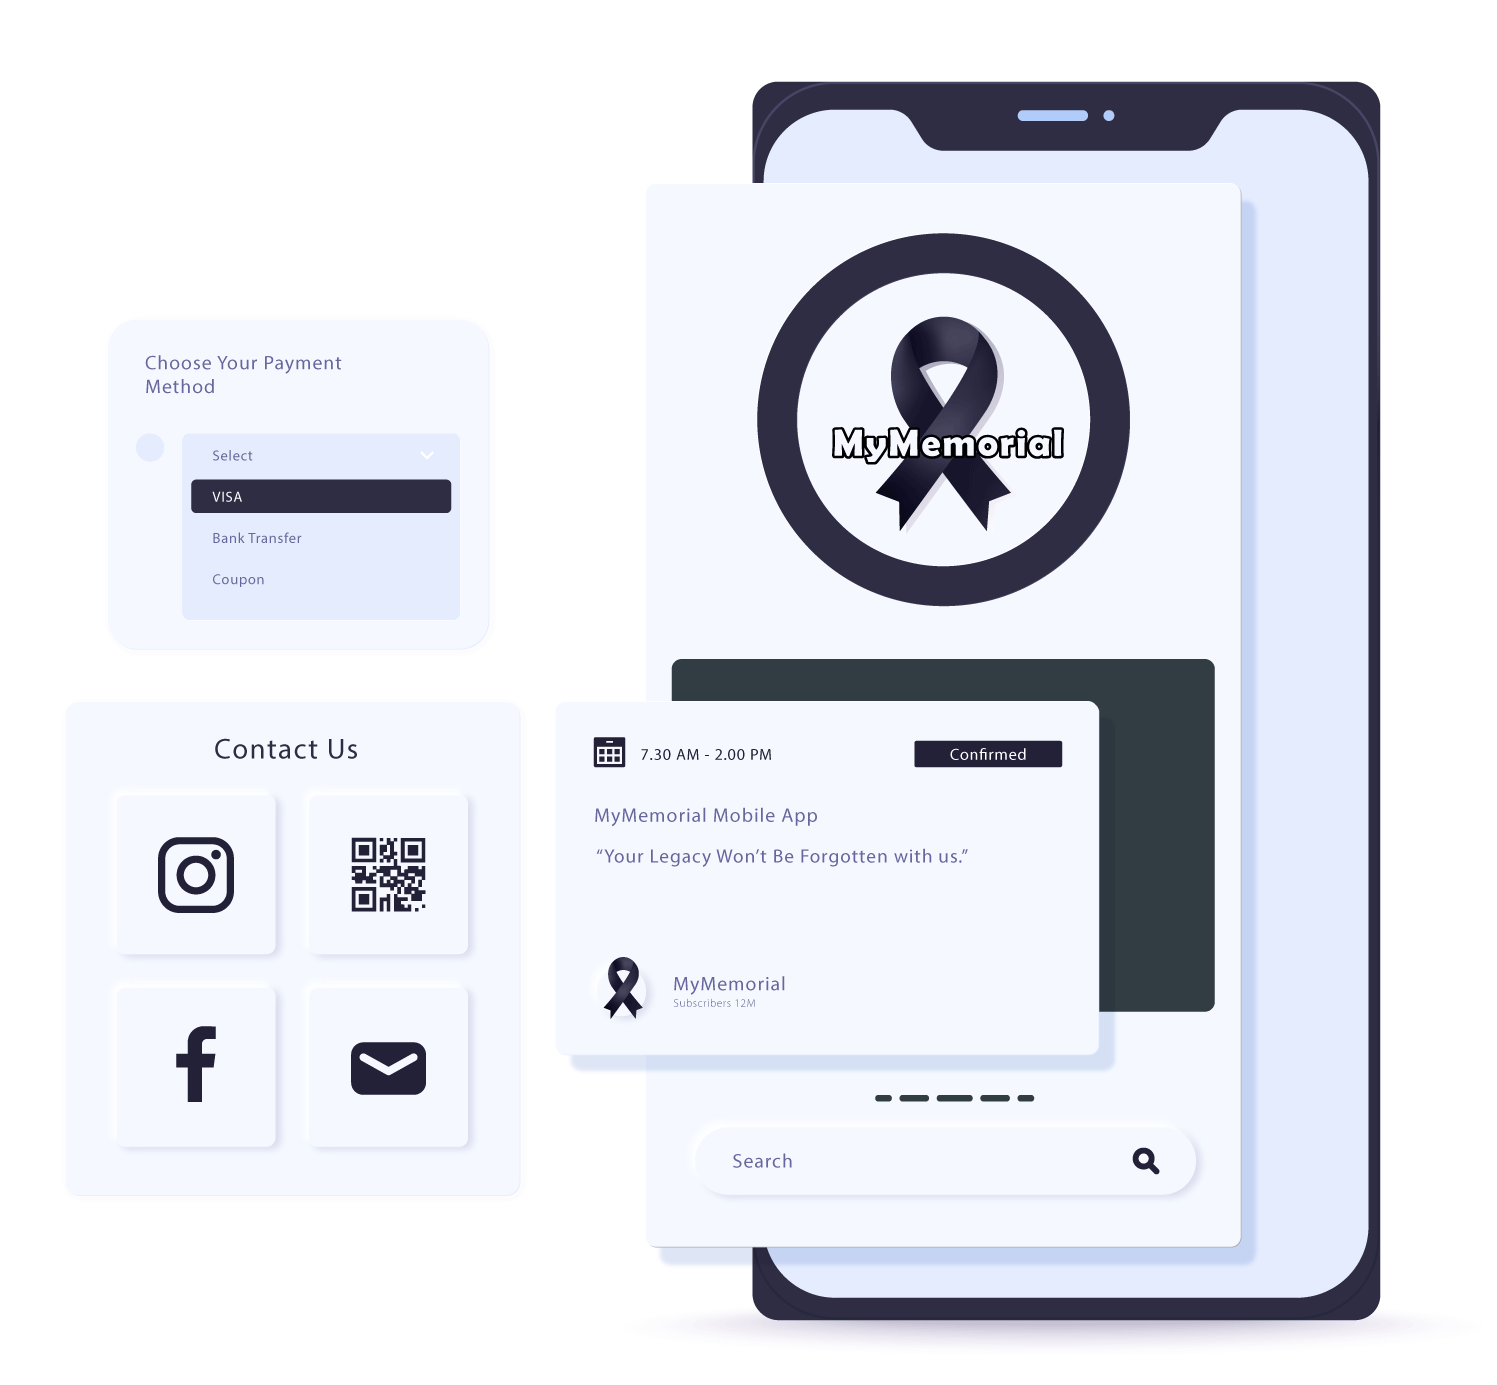 Choose Your Payment
Method
Select
VISA
Bank Transfer
Coupon
Contact Us
MyMemorial
7.30 AM - 2.00 PM
Confirmed
MyMemorial Mobile App
“Your Legacy Won’t Be Forgotten with us.”
MyMemorial
Subscribers 12M
Search